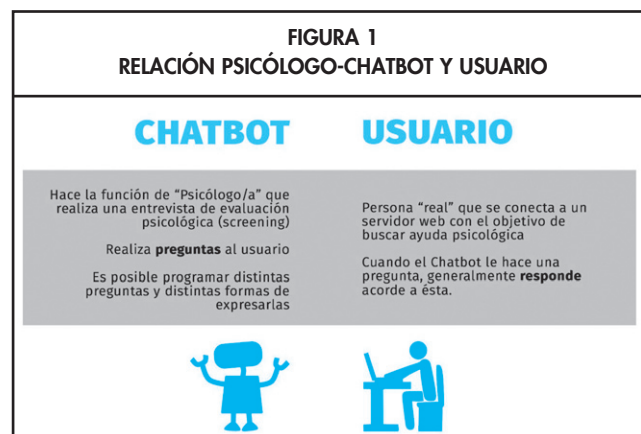 FIGURA 1
RELACIÓN PSICÓLOGO-CHATBOT Y USUARIO
CHATBOT
Hace la función de “Psicólogo/a” que
realiza una entrevista de evaluación
psicológica (screening)
Realiza preguntas al usuario
Es posible programar distintas
preguntas y distintas formas de
expresarlas
USUARIO
Persona “real” que se conecta a un
servidor web con el objetivo de
buscar ayuda psicológica
Cuando el Chatbot le hace una
pregunta, generalmente responde
acorde a ésta.